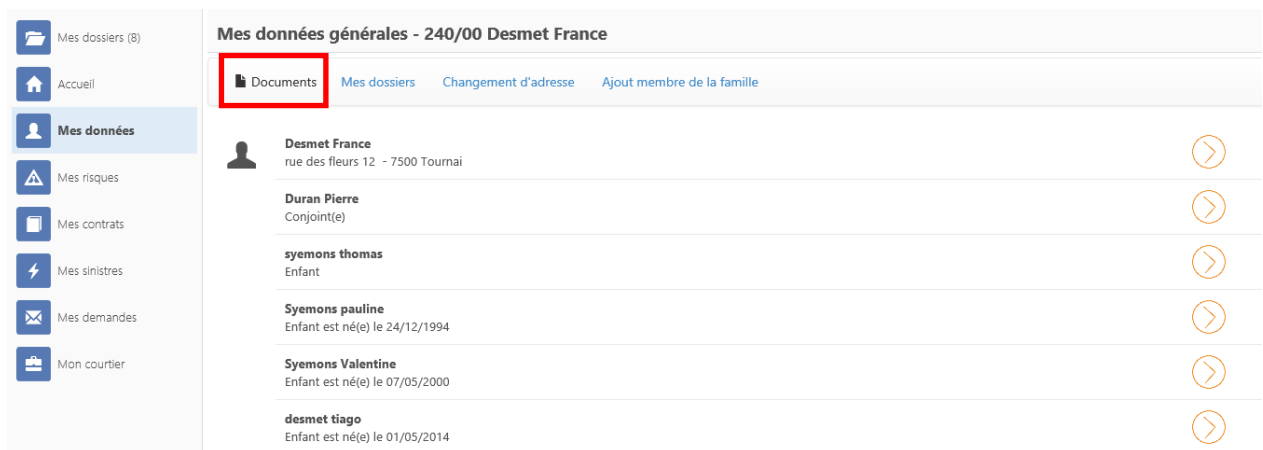 Mes dossiers (8)
Accueil
Mes données
Mes risques
Mes contrats
Mes sinistres
Mes demandes
Mon courtier
Mes données générales - 240/00 Desmet France
Documents Mes dossiers Changement d'adresse Ajout membre de la famille
Desmet France
rue des fleurs 12 - 7500 Tournai
Duran Pierre
Conjoint(e)
syemons thomas
Enfant
Syemons pauline
Enfant est né(e) le 24/12/1994
Syemons Valentine
Enfant est né(e) le 07/05/2000
desmet tiago
Enfant est né(e) le 01/05/2014